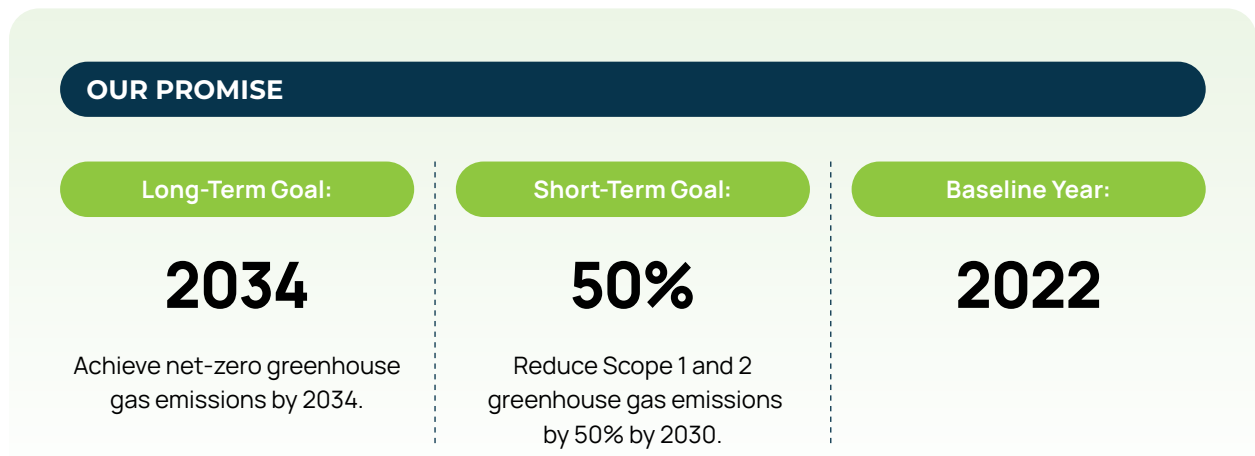 OUR PROMISE
Long-Term Goal:
2034
Achieve net-zero greenhouse
gas emissions by 2034.
Short-Term Goal:
50%
Reduce Scope 1 and 2
greenhouse gas emissions
by 50% by 2030.
Baseline Year:
2022